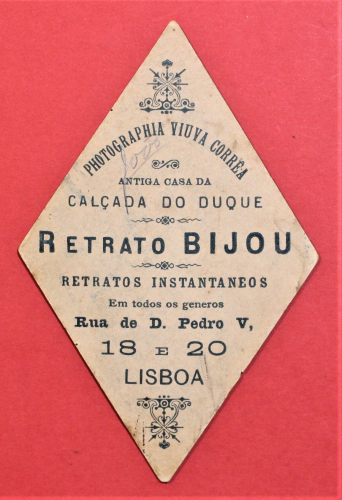 PHOTOGRAPHIA VIUVA CORRÊA
ANTIGA CASA DA
CALÇADA DO DUQUE
RETRATO BIJOU
RETRATOS INSTANTANEOS
Em todos os generos
Rua de D. Pedro V,
18 E 20
LISBOA